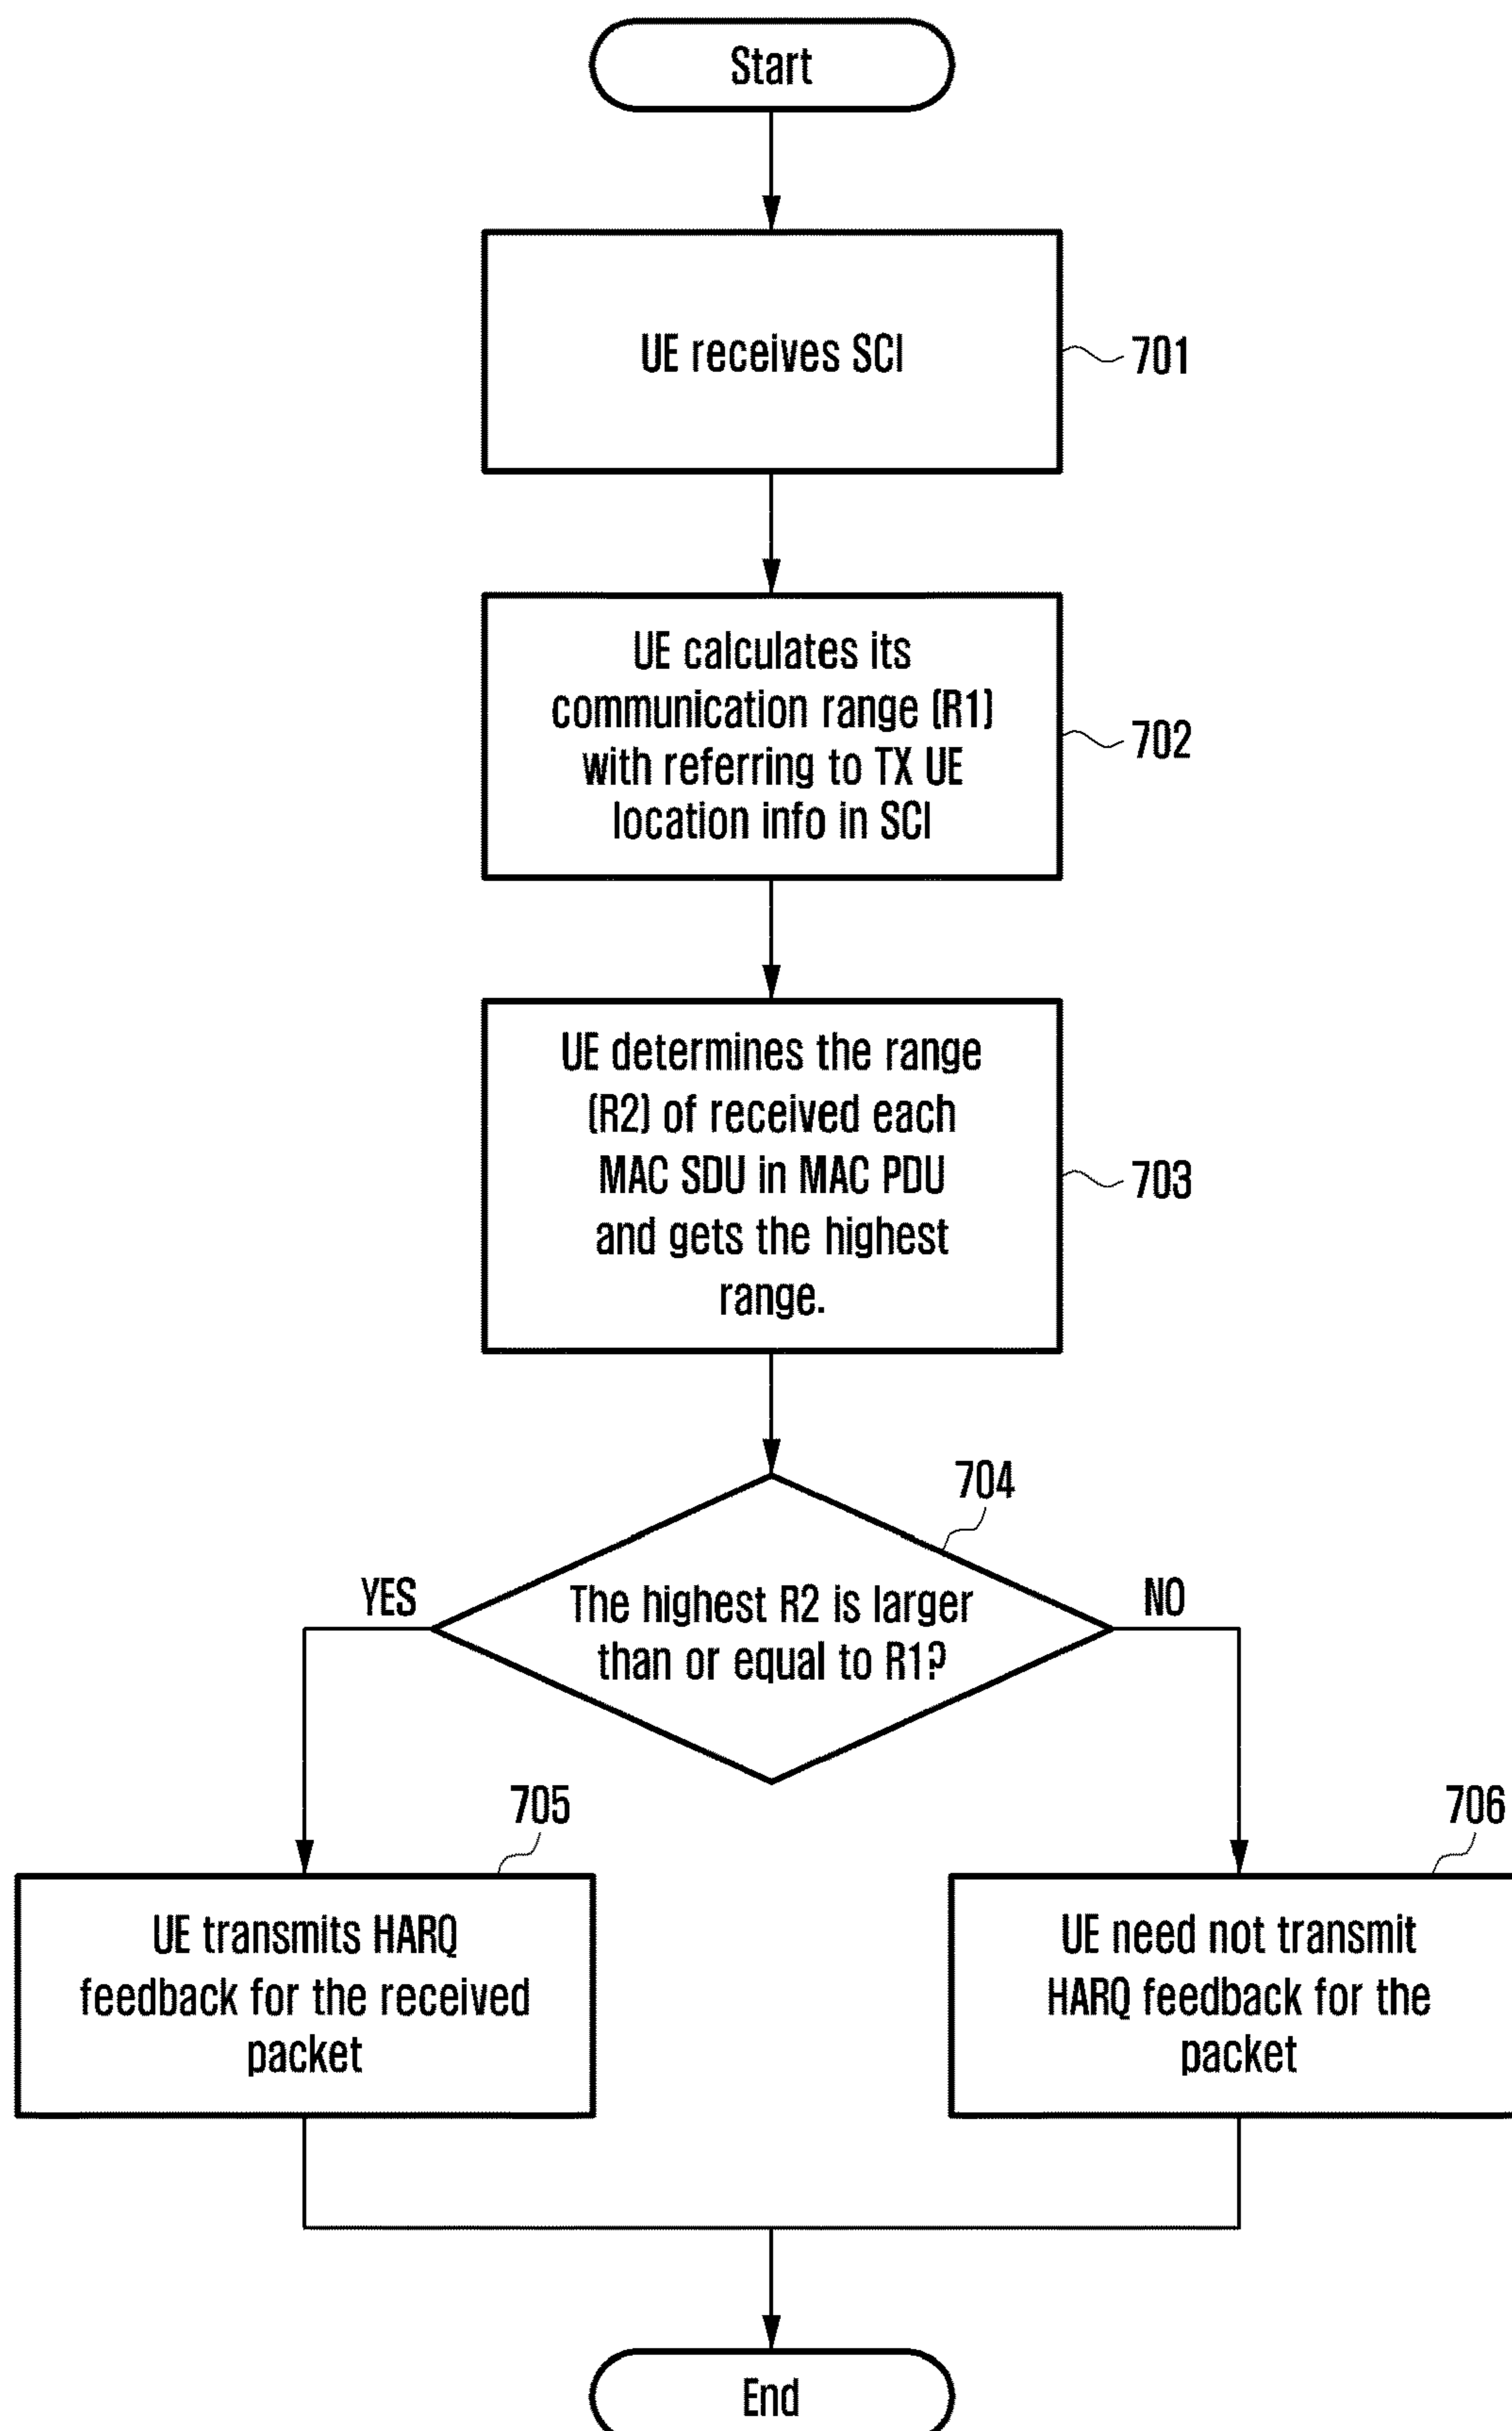 Start
UE receives SCI
701
UE calculates its
communication range (R1)
with referring to TX UE
location info in SCI
702
UE determines the range
(R2) of received each
MAC SDU in MAC PDU
and gets the highest
range.
703
704
YES
The highest R2 is larger
than or equal to R1?
NO
705
UE transmits HARQ
feedback for the received
packet
706
UE need not transmit
HARQ feedback for the
packet
End